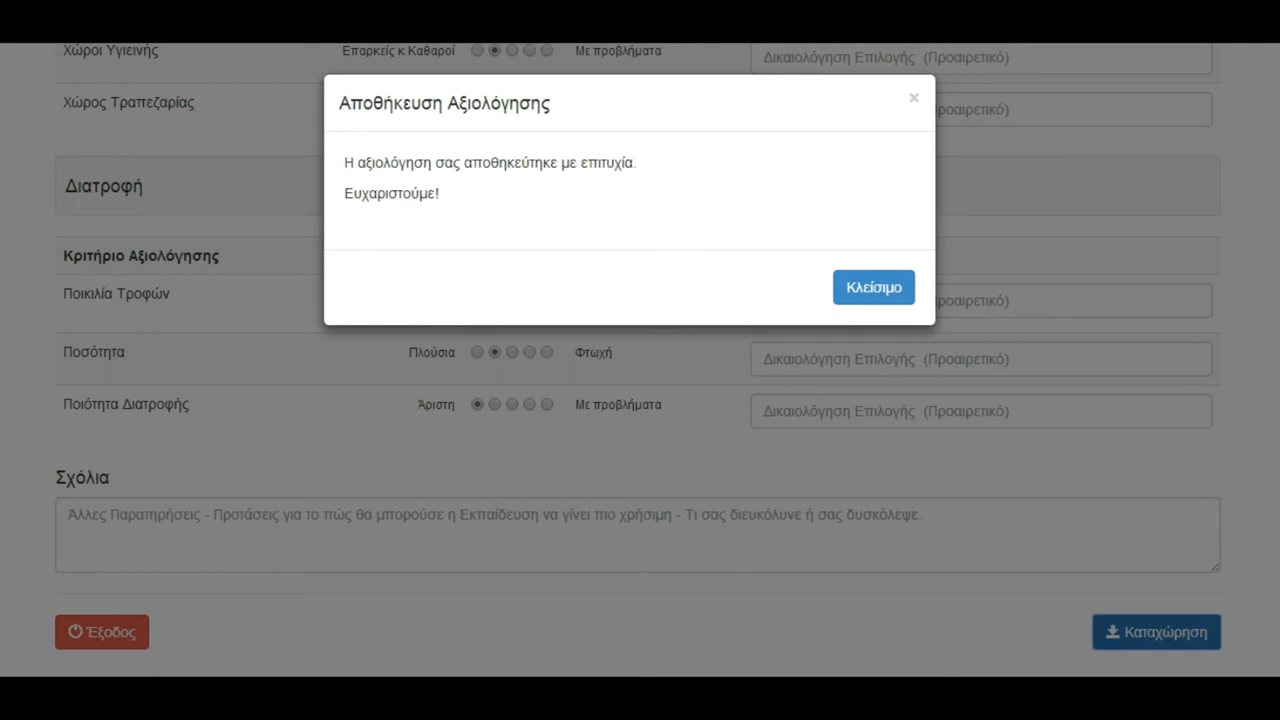 Χώροι Υγιεινής Επαρκείς κ Καθαροί Με προβλήματα Δικαιολόγηση Επιλογής (Προαιρετικό)
Αποθήκευση Αξιολόγησης ×
Χώρος Τραπεζαρίας
Η αξιολόγηση σας αποθηκεύτηκε με επιτυχία.
Διατροφή
Ευχαριστούμε!
Κριτήριο Αξιολόγησης
Κλείσιμο
Ποικιλία Τροφών
Ποσότητα Πλούσια Φτωχή Δικαιολόγηση Επιλογής (Προαιρετικό)
Ποιότητα Διατροφής Άριστη Με προβλήματα Δικαιολόγηση Επιλογής (Προαιρετικό)
Σχόλια
Άλλες Παρατηρήσεις - Προτάσεις για το πώς θα μπορούσε η Εκπαίδευση να γίνει πιο χρήσιμη - Τι σας διευκόλυνε ή σας δυσκόλεψε.
Έξοδος Καταχώρηση